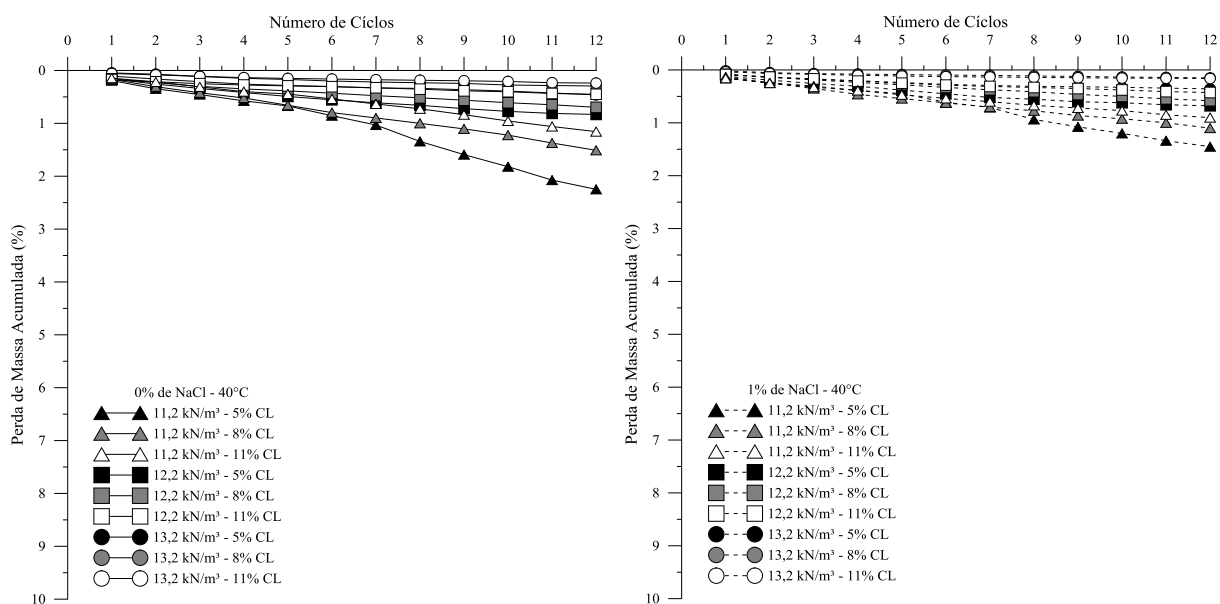 Número de Cíclos
0 1 2 3 4 5 6 7 8 9 10 11 12
0
1
2
3
4
5
6
7
8
9
10
Perda de Massa Acumulada (%)
0% de NaCl - 40°C
11,2 kN/m³ - 5% CL
11,2 kN/m³ - 8% CL
11,2 kN/m³ - 11% CL
12,2 kN/m³ - 5% CL
12,2 kN/m³ - 8% CL
12,2 kN/m³ - 11% CL
13,2 kN/m³ - 5% CL
13,2 kN/m³ - 8% CL
13,2 kN/m³ - 11% CL
Número de Cíclos
0 1 2 3 4 5 6 7 8 9 10 11 12
0
1
2
3
4
5
6
7
8
9
10
Perda de Massa Acumulada (%)
1% de NaCl - 40°C
11,2 kN/m³ - 5% CL
11,2 kN/m³ - 8% CL
11,2 kN/m³ - 11% CL
12,2 kN/m³ - 5% CL
12,2 kN/m³ - 8% CL
12,2 kN/m³ - 11% CL
13,2 kN/m³ - 5% CL
13,2 kN/m³ - 8% CL
13,2 kN/m³ - 11% CL